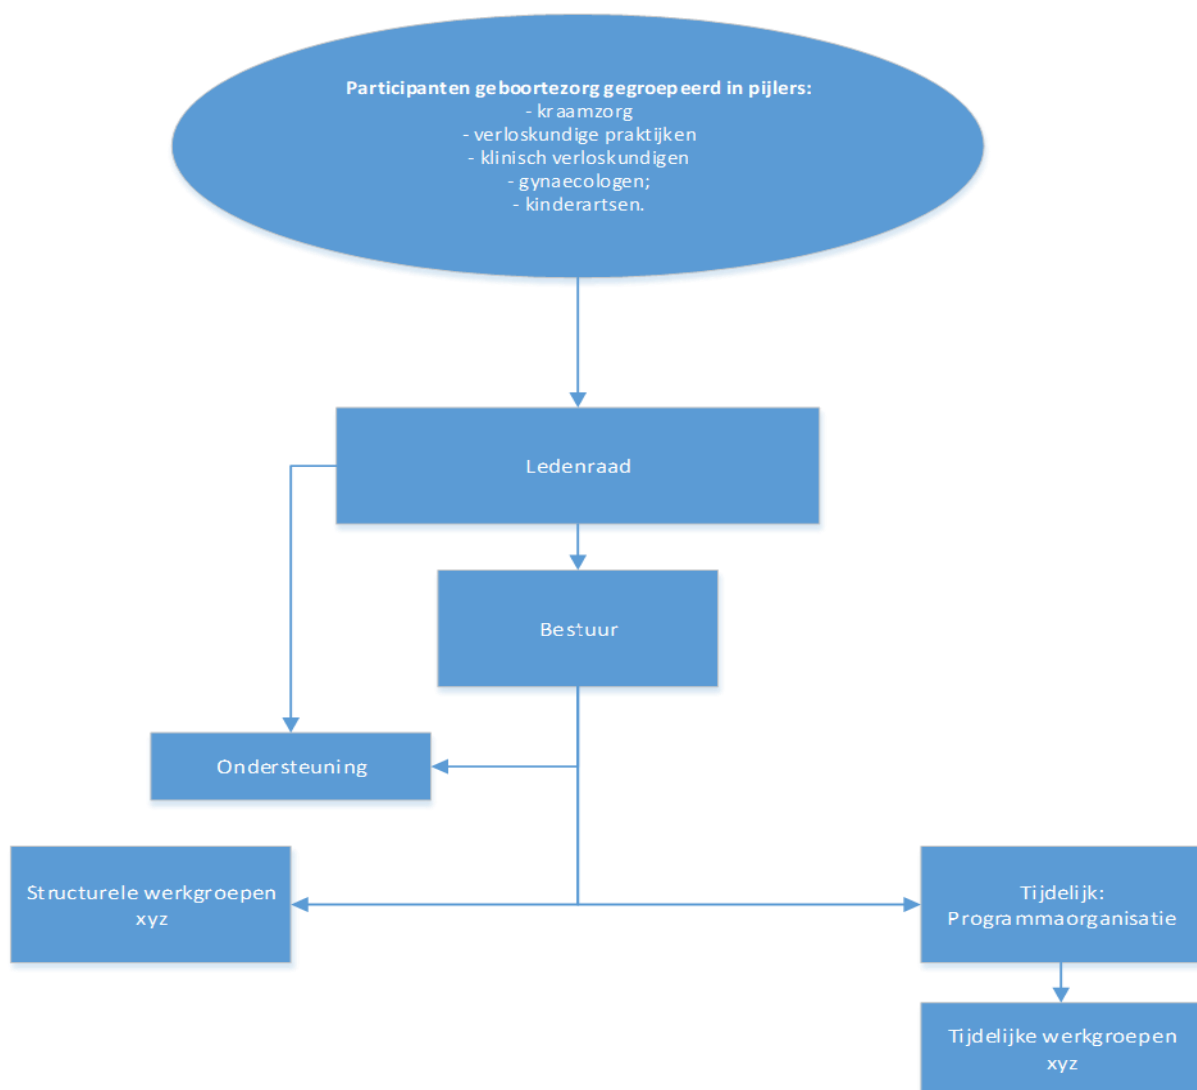 Participanten geboortezorg gegroepeerd in pijlers:
- kraamzorg
- verloskundige praktijken
- klinisch verloskundigen
- gynaecologen;
- kinderartsen.
Ledenraad
Bestuur
Ondersteuning
Structurele werkgroepen
xyz
Tijdelijk:
Programmaorganisatie
Tijdelijke werkgroepen
xyz